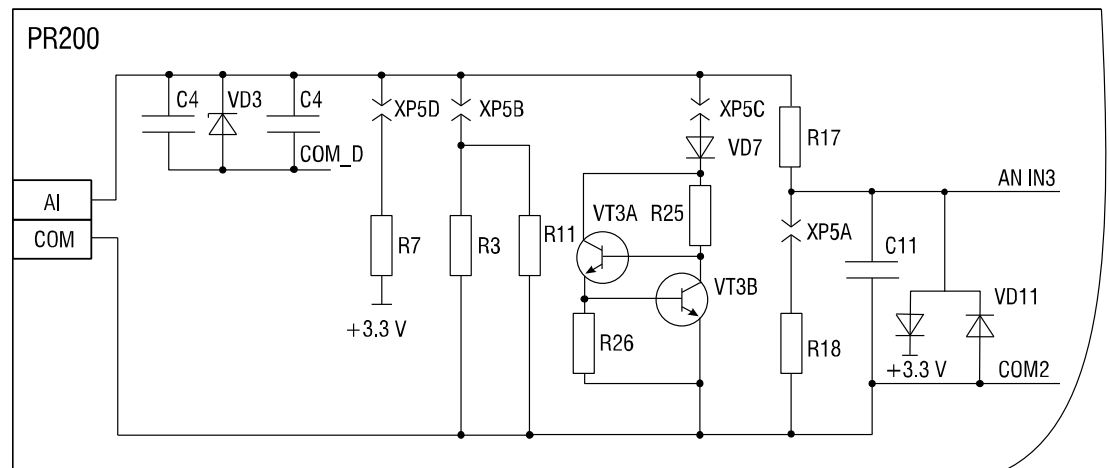 PR200
C4
VD3
C4
COM_D
XP5D
XP5B
XP5C
VD7
R17
AN IN3
AI
COM
R7
R3
R11
VT3A
R25
XP5A
C11
VT3B
VD11
R26
R18
+3.3 V
+3.3 V
COM2